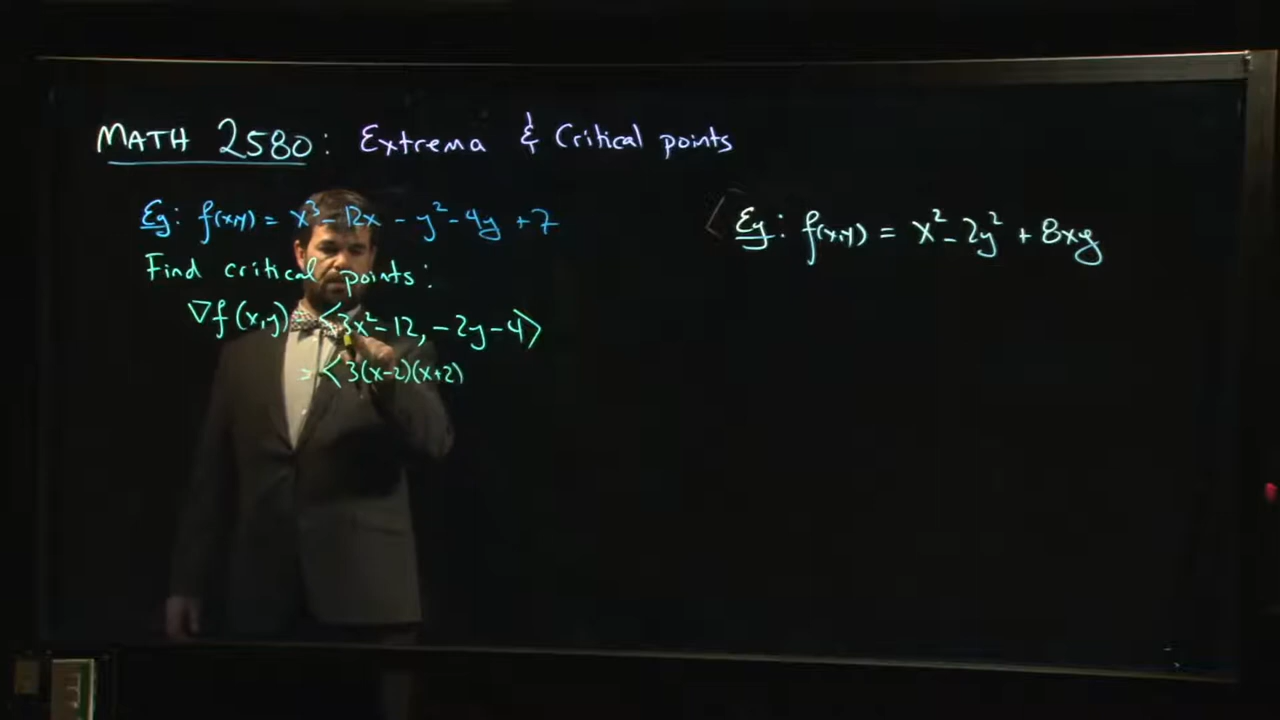 MATH 2580: Extrema & Critical points
Eg: f(x,y) = x³ - 12x - y² - 4y + 7
Find critical points:
∇f(x,y) = <3x² - 12, -2y - 4>
= <3(x-2)(x+2)
Eg: f(x,y) = x² - 2y² + 8xy